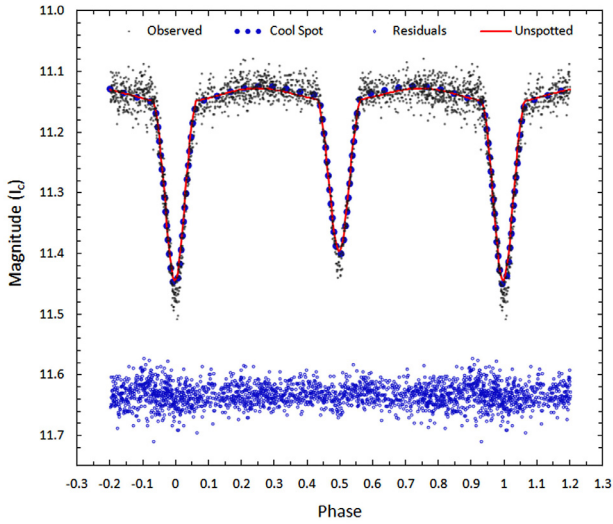 Observed Cool Spot Residuals Unspotted
Magnitude (Ic)
11.0
11.1
11.2
11.3
11.4
11.5
11.6
11.7
-0.3 -0.2 -0.1 0 0.1 0.2 0.3 0.4 0.5 0.6 0.7 0.8 0.9 1 1.1 1.2 1.3
Phase